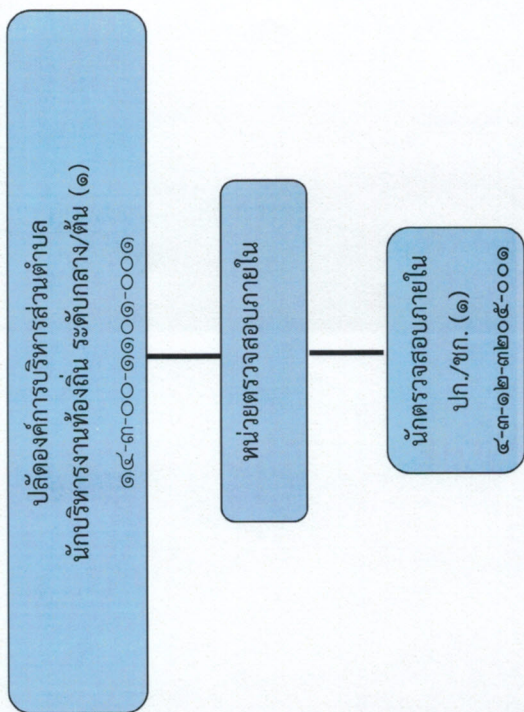 ปลัดองค์การบริหารส่วนตำบล
นักบริหารงานท้องถิ่น ระดับกลาง/ต้น (๑)
๑๔-๓-๐๐-๑๑๐๑-๐๐๑
หน่วยตรวจสอบภายใน
นักตรวจสอบภายใน
ปก./ชก. (๑)
๔-๓-๑๒-๓๒๐๕-๐๐๑